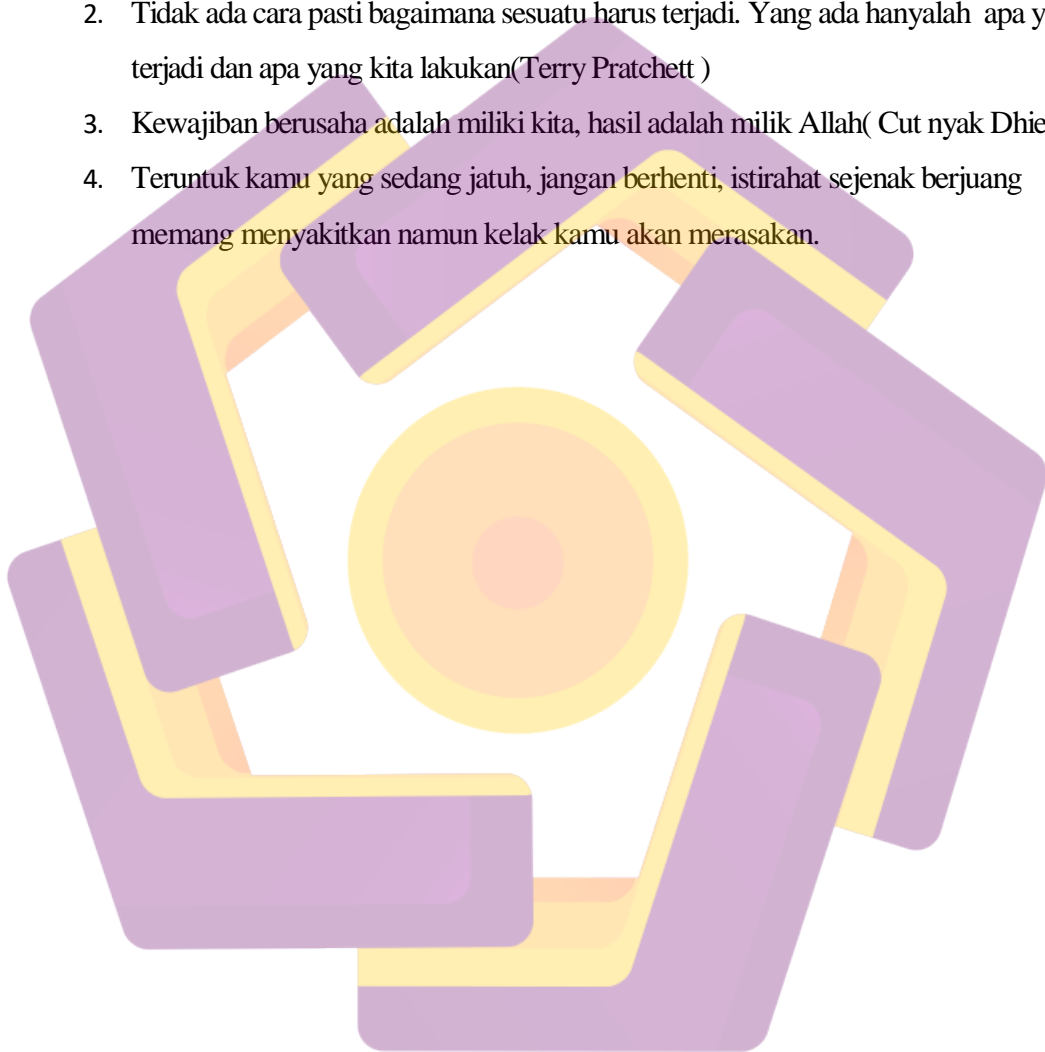 2. Tidak ada cara pasti bagaimana sesuatu harus terjadi. Yang ada hanyalah apa
terjadi dan apa yang kita lakukan(Terry Pratchett )
3. Kewajiban berusaha adalah miliki kita, hasil adalah milik Allah( Cut nyak
4. Teruntuk kamu yang sedang jatuh, jangan berhenti, istirahat sejenak berjuang
memang menyakitkan namun kelak kamu akan merasakan.